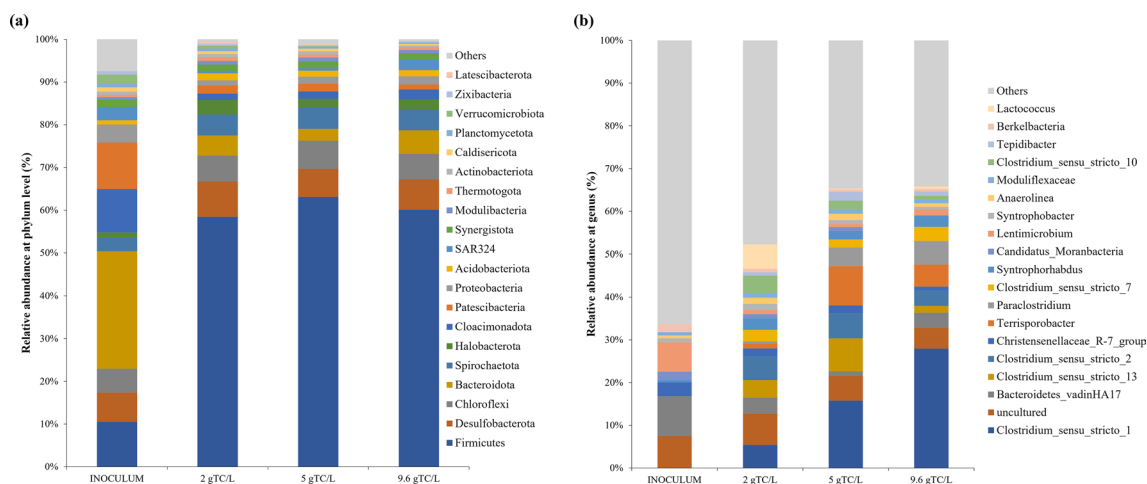 (a)
Relative abundance at phylum level (%)
100%
90%
80%
70%
60%
50%
40%
30%
20%
10%
0%
INOCULUM
2 gTC/L
5 gTC/L
9.6 gTC/L
Others
Latescibacterota
Zixibacteria
Verrucomicrobiota
Planctomycetota
Caldisericota
Actinobacteriota
Thermotogota
Modulibacteria
Synergistota
SAR324
Acidobacteriota
Proteobacteria
Patescibacteria
Cloacimonadota
Halobacterota
Spirochaetota
Bacteroidota
Chloroflexi
Desulfobacterota
Firmicutes
(b)
Relative abundance at genus (%)
100%
90%
80%
70%
60%
50%
40%
30%
20%
10%
0%
INOCULUM
2 gTC/L
5 gTC/L
9.6 gTC/L
Others
Lactococcus
Berkelbacteria
Tepidibacter
Clostridium_sensu_stricto_10
Moduliflexaceae
Anaerolinea
Syntrophobacter
Lentimicrobium
Candidatus_Moranbacteria
Syntrophorhabdus
Clostridium_sensu_stricto_7
Paraclostridium
Terrisporobacter
Christensenellaceae_R-7_group
Clostridium_sensu_stricto_2
Clostridium_sensu_stricto_13
Bacteroidetes_vadinHA17
uncultured
Clostridium_sensu_stricto_1